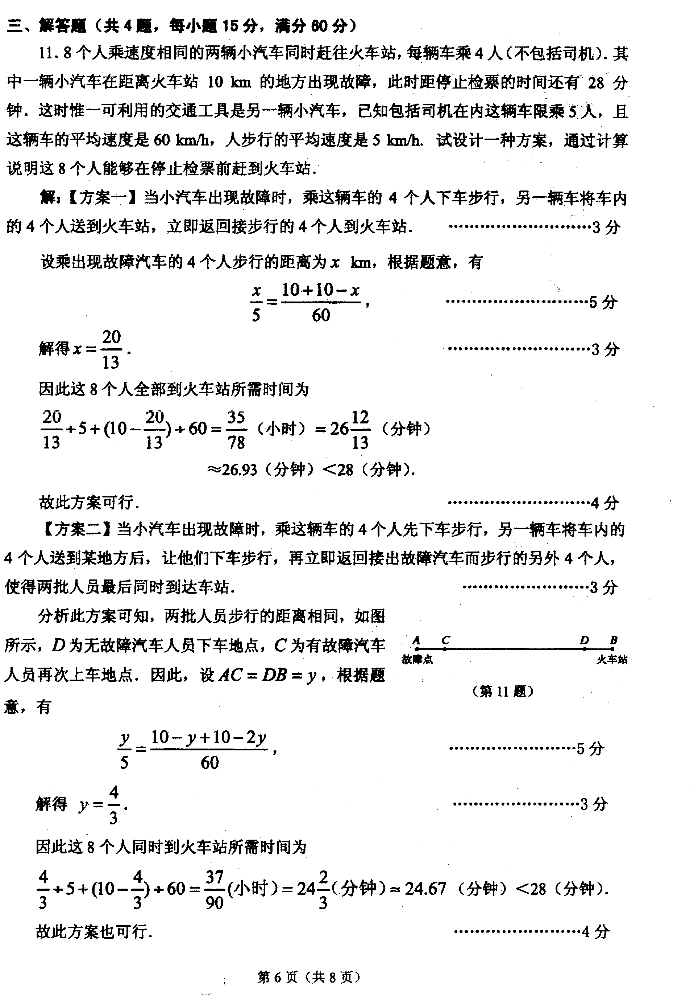 三、解答题（共 4 题，每小题 15 分，满分 60 分）
11. 8 个人乘速度相同的两辆小汽车同时赶往火车站，每辆车乘 4 人（不包括司机）. 其
中一辆小汽车在距离火车站 10 km 的地方出现故障，此时距停止检票的时间还有 28 分
钟．这时惟一可利用的交通工具是另一辆小汽车，已知包括司机在内这辆车限乘 5 人，且
这辆车的平均速度是 60 km/h，人步行的平均速度是 5 km/h. 试设计一种方案，通过计算
说明这 8 个人能够在停止检票前赶到火车站．
解:【方案一】当小汽车出现故障时，乘这辆车的 4 个人下车步行，另一辆车将车内
的 4 个人送到火车站，立即返回接步行的 4 个人到火车站． …………………………3 分
设乘出现故障汽车的 4 个人步行的距离为 x km，根据题意，有
x/5 = (10+10−x)/60， …………………………5 分
解得 x = 20/13． …………………………3 分
因此这 8 个人全部到火车站所需时间为
20/13 ÷ 5 + (10 − 20/13) ÷ 60 = 35/78（小时）= 26 12/13（分钟）
≈26.93（分钟）＜28（分钟）.
故此方案可行． …………………………4 分
【方案二】当小汽车出现故障时，乘这辆车的 4 个人先下车步行，另一辆车将车内的
4 个人送到某地方后，让他们下车步行，再立即返回接出故障汽车而步行的另外 4 个人，
使得两批人员最后同时到达车站． ……………………3 分
分析此方案可知，两批人员步行的距离相同，如图
所示，D 为无故障汽车人员下车地点，C 为有故障汽车
人员再次上车地点．因此，设 AC = DB = y，根据题
意，有
A C D B
故障点 火车站
（第 11 题）
y/5 = (10−y+10−2y)/60， ……………………5 分
解得 y = 4/3． ……………………3 分
因此这 8 个人同时到火车站所需时间为
4/3 ÷ 5 + (10 − 4/3) ÷ 60 = 37/90 (小时) = 24 2/3 (分钟) ≈ 24.67（分钟）＜28（分钟）.
故此方案也可行． ……………………4 分
第 6 页（共 8 页）